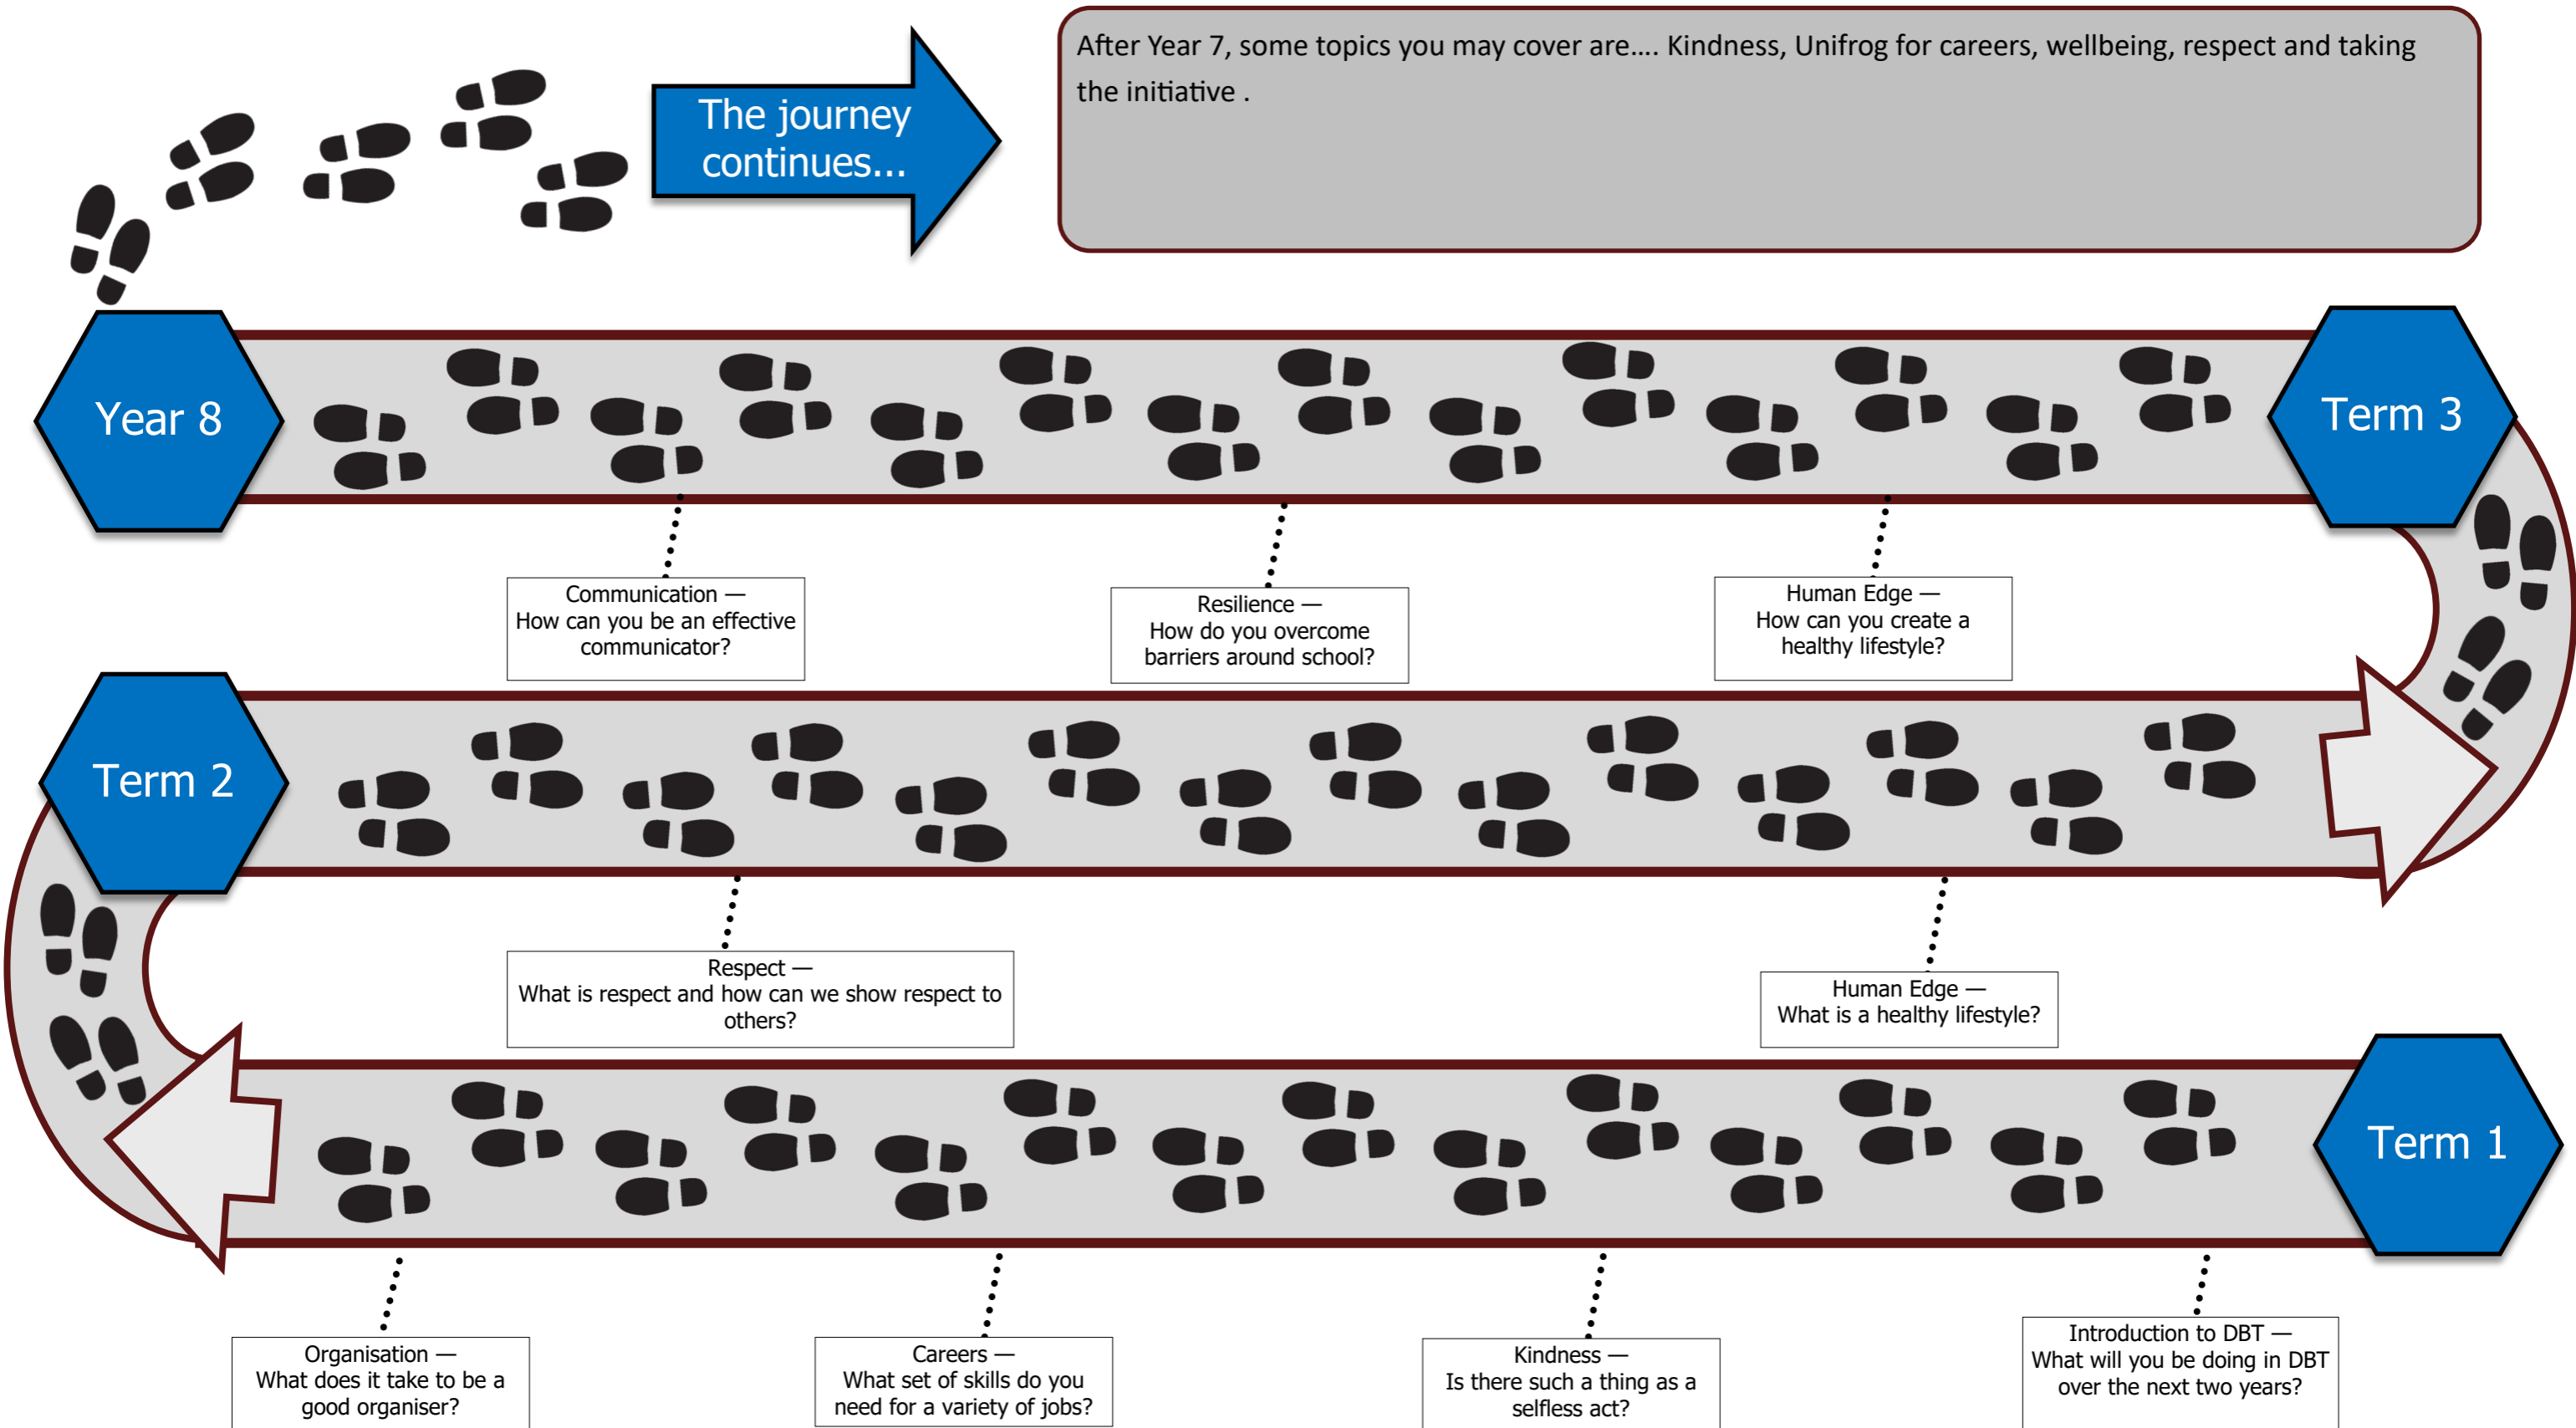 The journey
continues...
After Year 7, some topics you may cover are.... Kindness, Unifrog for careers, wellbeing, respect and taking
the initiative .
Year 8
Term 3
Communication —
How can you be an effective
communicator?
Resilience —
How do you overcome
barriers around school?
Human Edge —
How can you create a
healthy lifestyle?
Term 2
Respect —
What is respect and how can we show respect to
others?
Human Edge —
What is a healthy lifestyle?
Term 1
Organisation —
What does it take to be a
good organiser?
Careers —
What set of skills do you
need for a variety of jobs?
Kindness —
Is there such a thing as a
selfless act?
Introduction to DBT —
What will you be doing in DBT
over the next two years?